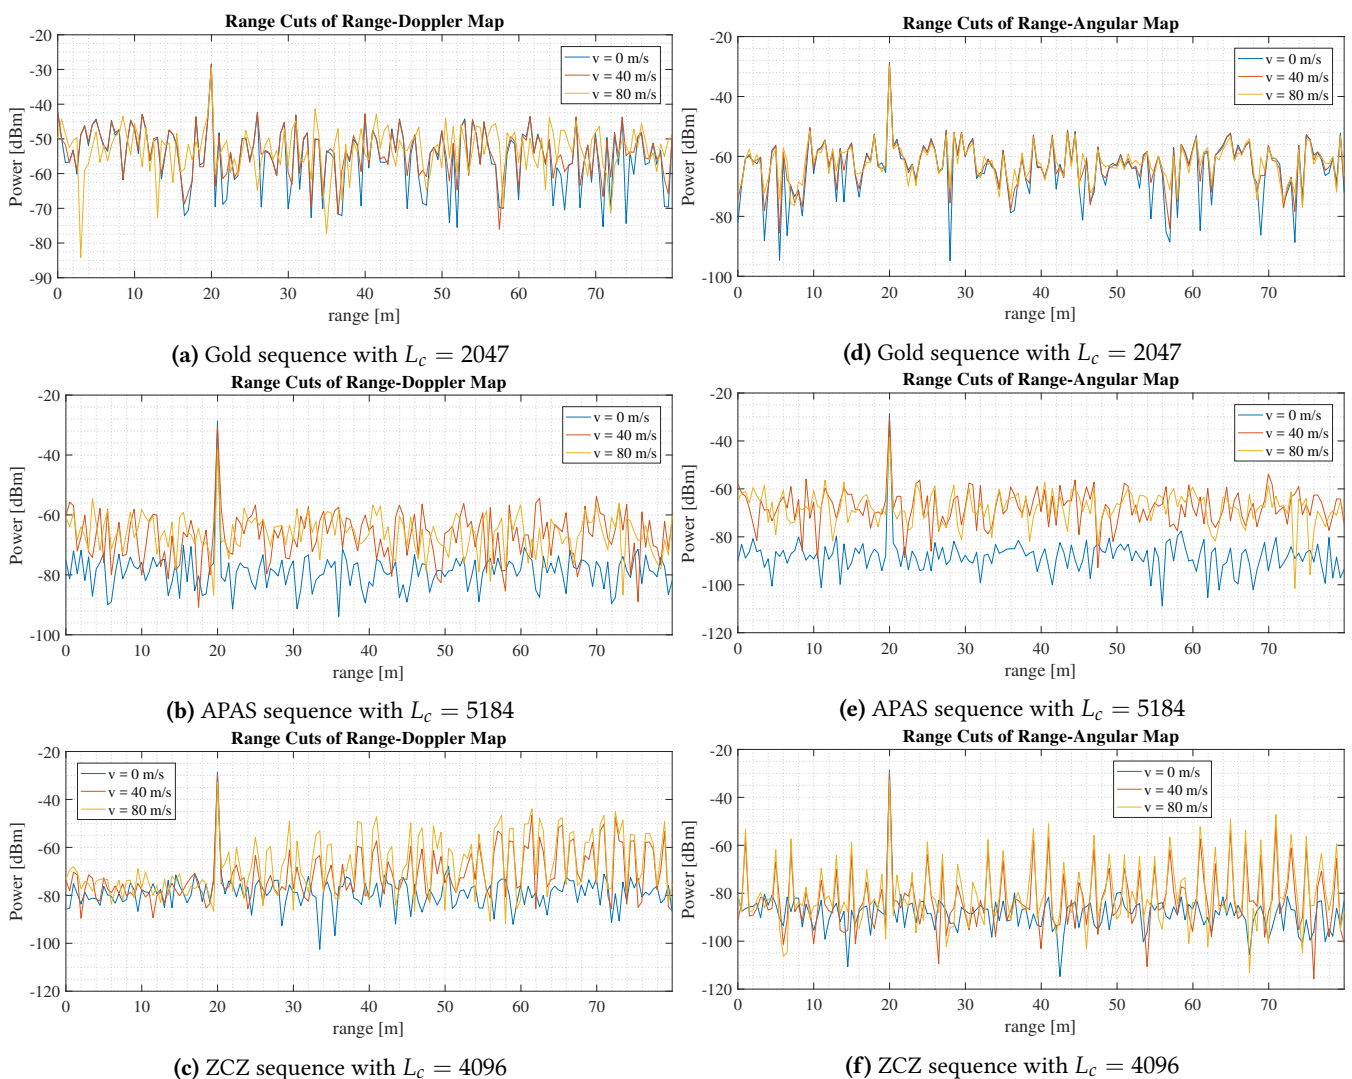 Range Cuts of Range-Doppler Map
-20
-30
-40
-50
-60
-70
-80
-90
Power [dBm]
v = 0 m/s
v = 40 m/s
v = 80 m/s
0 10 20 30 40 50 60 70
range [m]
(a) Gold sequence with L_c = 2047
Range Cuts of Range-Angular Map
-20
-40
-60
-80
-100
Power [dBm]
v = 0 m/s
v = 40 m/s
v = 80 m/s
0 10 20 30 40 50 60 70
range [m]
(d) Gold sequence with L_c = 2047
Range Cuts of Range-Doppler Map
-20
-40
-60
-80
-100
Power [dBm]
v = 0 m/s
v = 40 m/s
v = 80 m/s
0 10 20 30 40 50 60 70
range [m]
(b) APAS sequence with L_c = 5184
Range Cuts of Range-Angular Map
-20
-40
-60
-80
-100
-120
Power [dBm]
v = 0 m/s
v = 40 m/s
v = 80 m/s
0 10 20 30 40 50 60 70
range [m]
(e) APAS sequence with L_c = 5184
Range Cuts of Range-Doppler Map
-20
-40
-60
-80
-100
-120
Power [dBm]
v = 0 m/s
v = 40 m/s
v = 80 m/s
0 10 20 30 40 50 60 70
range [m]
(c) ZCZ sequence with L_c = 4096
Range Cuts of Range-Angular Map
-20
-40
-60
-80
-100
-120
Power [dBm]
v = 0 m/s
v = 40 m/s
v = 80 m/s
0 10 20 30 40 50 60 70
range [m]
(f) ZCZ sequence with L_c = 4096